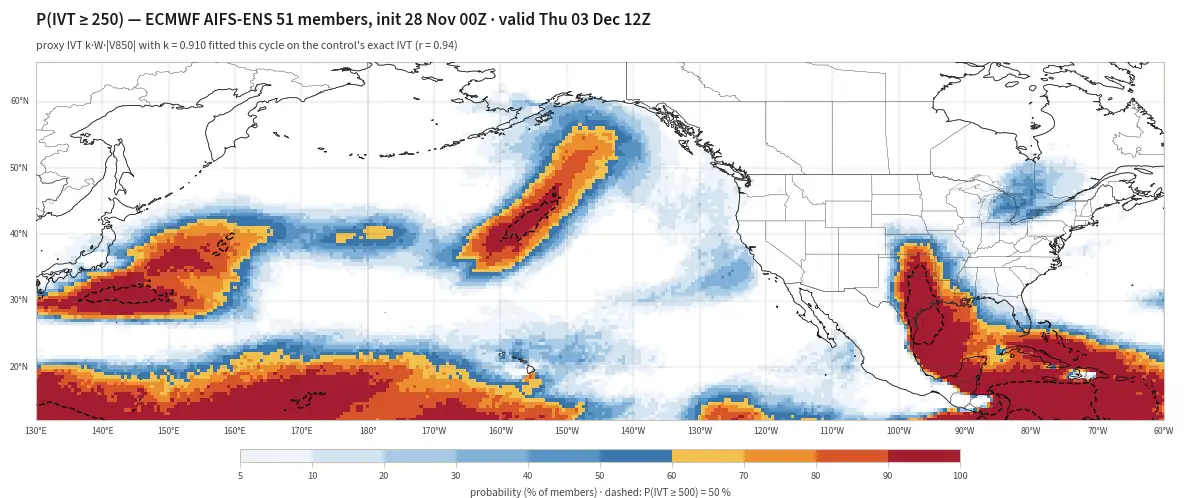 P(IVT ≥ 250) — ECMWF AIFS-ENS 51 members, init 28 Nov 00Z · valid Thu 03 Dec 12Z
proxy IVT k·W·|V850| with k = 0.910 fitted this cycle on the control's exact IVT (r = 0.94)
60°N
50°N
40°N
30°N
20°N
130°E 140°E 150°E 160°E 170°E 180° 170°W 160°W 150°W 140°W 130°W 120°W 110°W 100°W 90°W 80°W 70°W 60°W
5 10 20 30 40 50 60 70 80 90 100
probability (% of members) · dashed: P(IVT ≥ 500) = 50 %